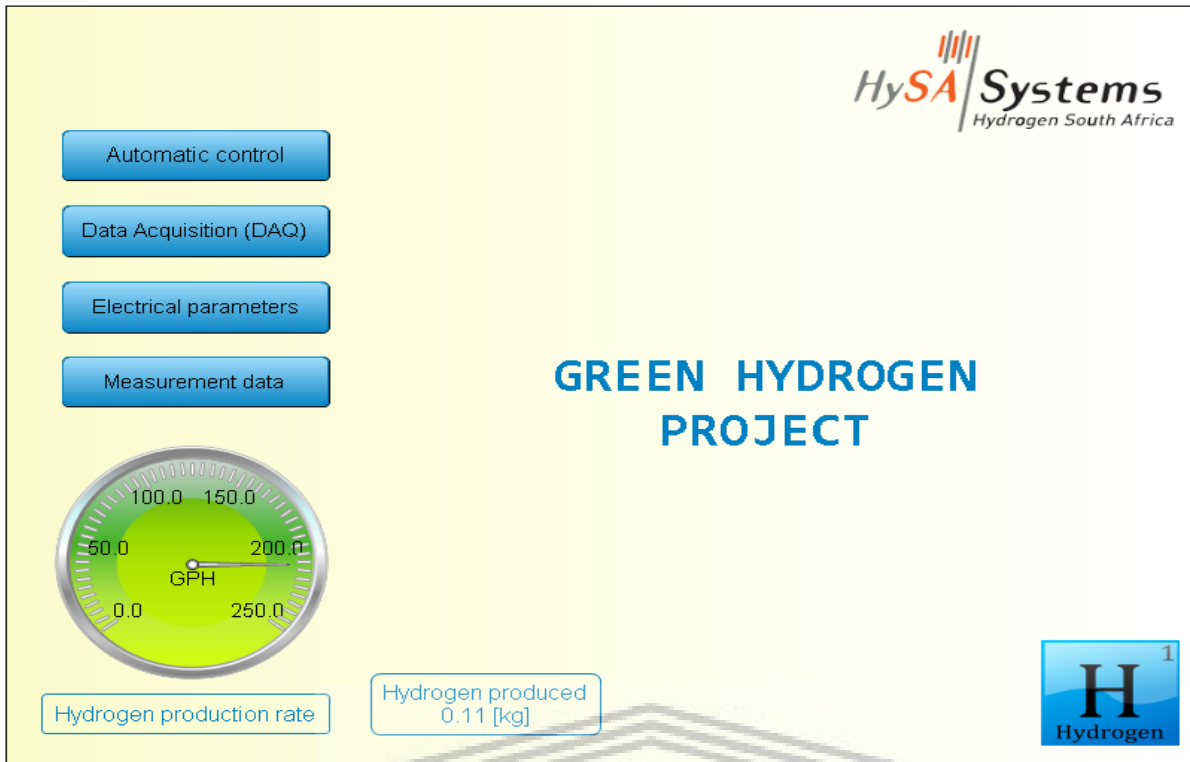 HySA Systems
Hydrogen South Africa
Automatic control
Data Acquisition (DAQ)
Electrical parameters
Measurement data
GREEN HYDROGEN
PROJECT
100.0 150.0
50.0 200.0
GPH
0.0 250.0
Hydrogen production rate
Hydrogen produced
0.11 [kg]
1
H
Hydrogen